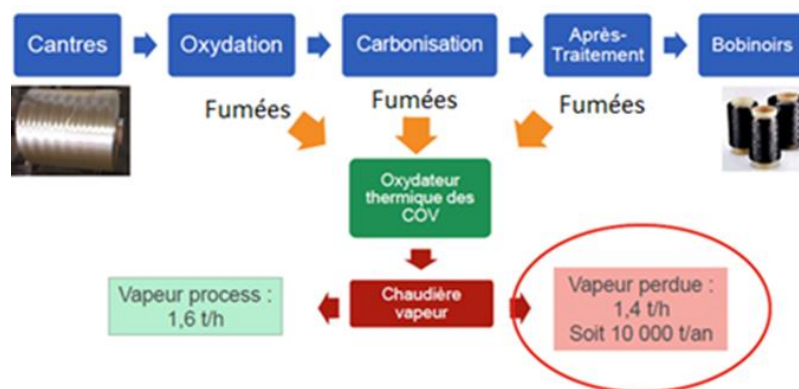 Cantres
Oxydation
Carbonisation
Après-
Traitement
Bobinoirs
Fumées
Fumées
Fumées
Oxydateur
thermique des
COV
Vapeur process :
1,6 t/h
Chaudière
vapeur
Vapeur perdue :
1,4 t/h
Soit 10 000 t/an